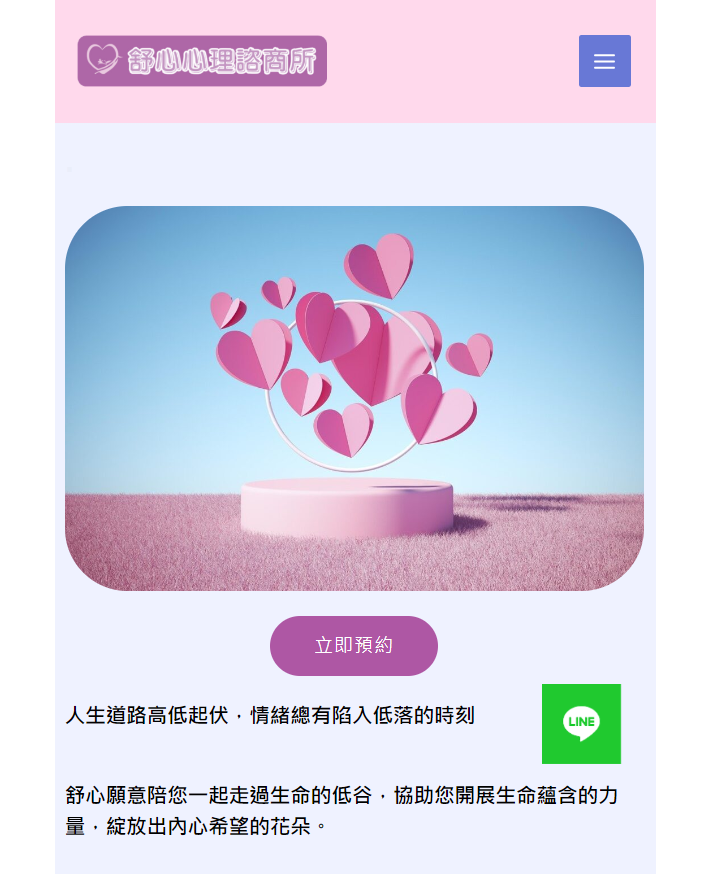 舒心心理諮商所
立即預約
人生道路高低起伏，情緒總有陷入低落的時刻
LINE
舒心願意陪您一起走過生命的低谷，協助您開展生命蘊含的力
量，綻放出內心希望的花朵。